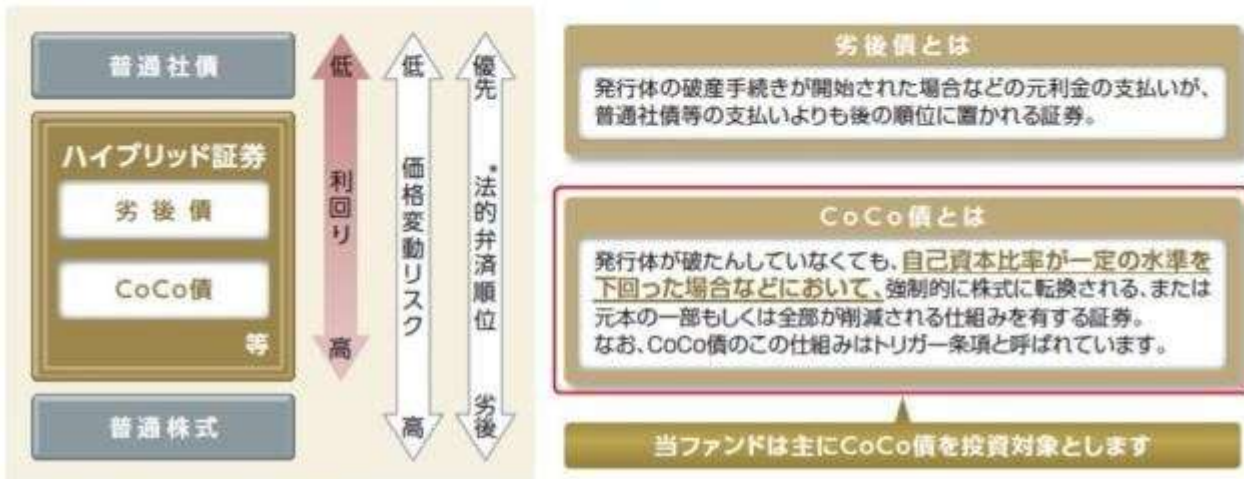 普通社債
ハイブリッド証券
劣後債
CoCo債
等
普通株式
低
利回り
高
低
価格変動リスク
高
優先
*法的弁済順位
劣後
劣後債とは
発行体の破産手続きが開始された場合などの元利金の支払いが、
普通社債等の支払いよりも後の順位に置かれる証券。
CoCo債とは
発行体が破たんしていなくても、自己資本比率が一定の水準を
下回った場合などにおいて、強制的に株式に転換される、または
元本の一部もしくは全部が削減される仕組みを有する証券。
なお、CoCo債のこの仕組みはトリガー条項と呼ばれています。
当ファンドは主にCoCo債を投資対象とします